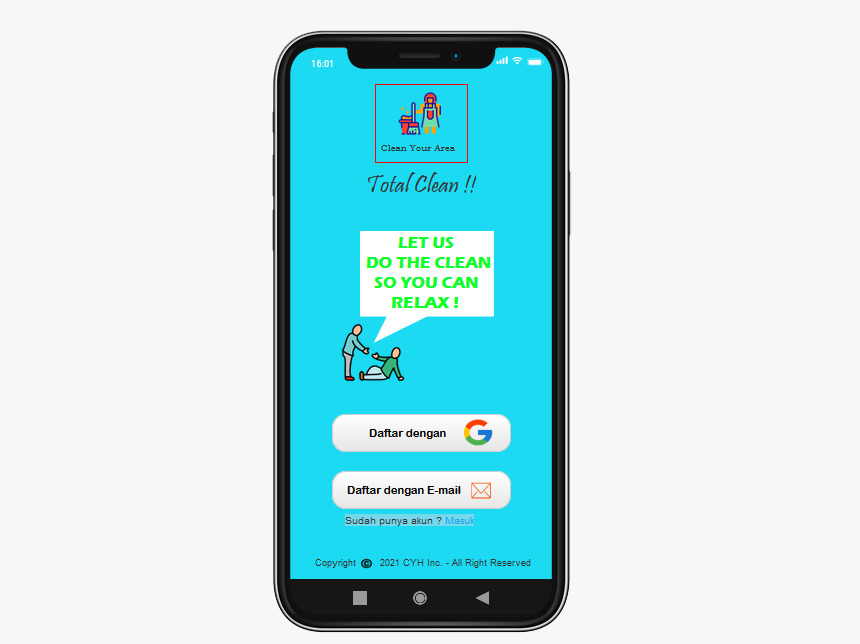 16:01
Clean Your Area
Total Clean !!
LET US
DO THE CLEAN
SO YOU CAN
RELAX !
Daftar dengan
Daftar dengan E-mail
Sudah punya akun ? Masuk
Copyright © 2021 CYH Inc. - All Right Reserved